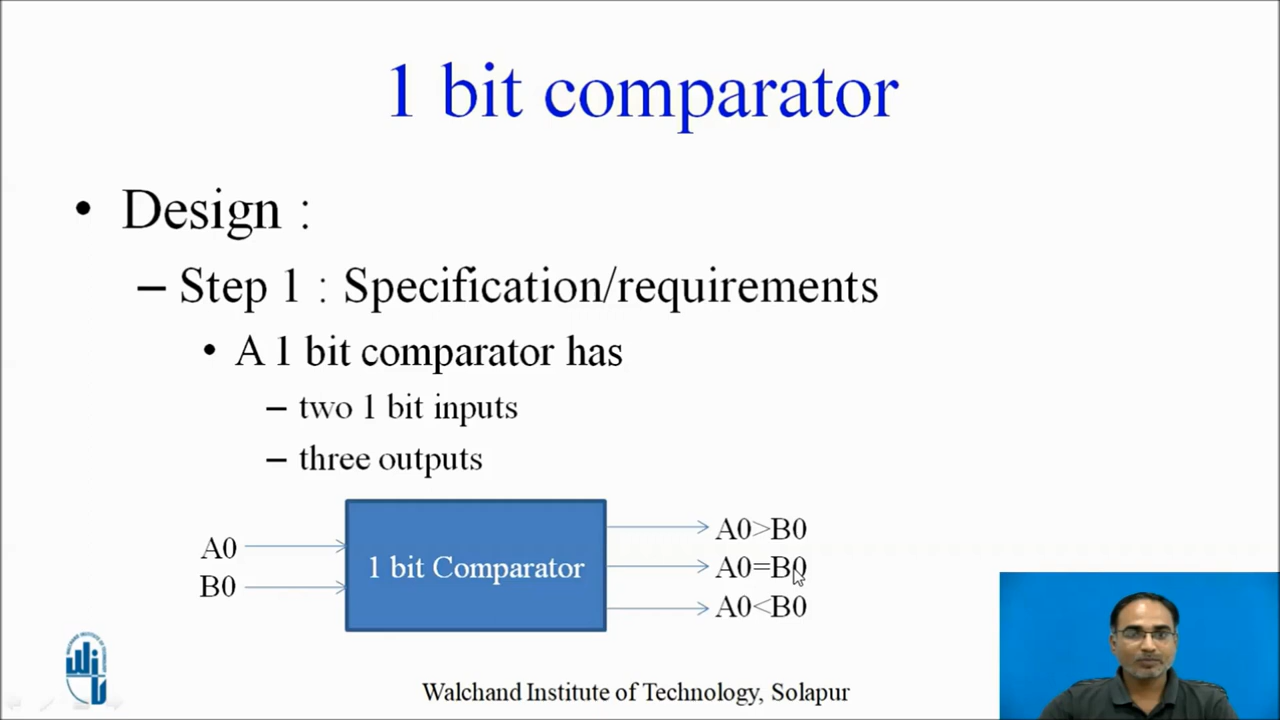 1 bit comparator
• Design :
– Step 1 : Specification/requirements
• A 1 bit comparator has
– two 1 bit inputs
– three outputs
A0
B0
1 bit Comparator
A0>B0
A0=B0
A0<B0
Walchand Institute of Technology, Solapur